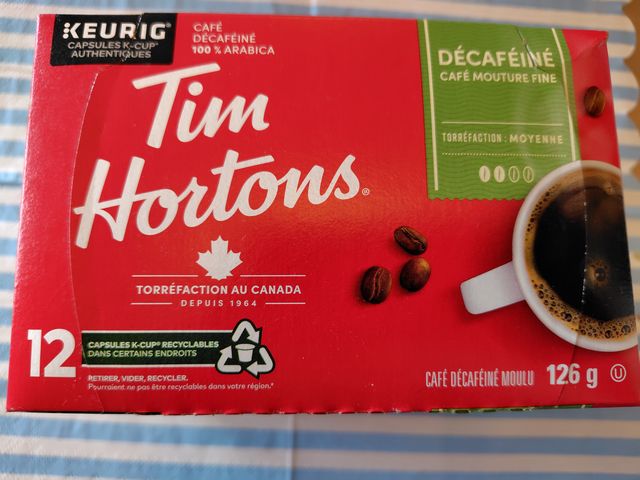 KEURIG
CAPSULES K-CUP®
AUTHENTIQUES
CAFÉ
DÉCAFÉINÉ
100 % ARABICA
DÉCAFÉINÉ
CAFÉ MOUTURE FINE
TORRÉFACTION : MOYENNE
Tim
Hortons®
TORRÉFACTION AU CANADA
DEPUIS 1964
12
CAPSULES K-CUP® RECYCLABLES
DANS CERTAINS ENDROITS
RETIRER, VIDER, RECYCLER.
Pourraient ne pas être recyclables dans votre région.*
CAFÉ DÉCAFÉINÉ MOULU 126 g U